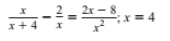 x/(x + 4) − 2/x = (2x − 8)/x²; x = 4